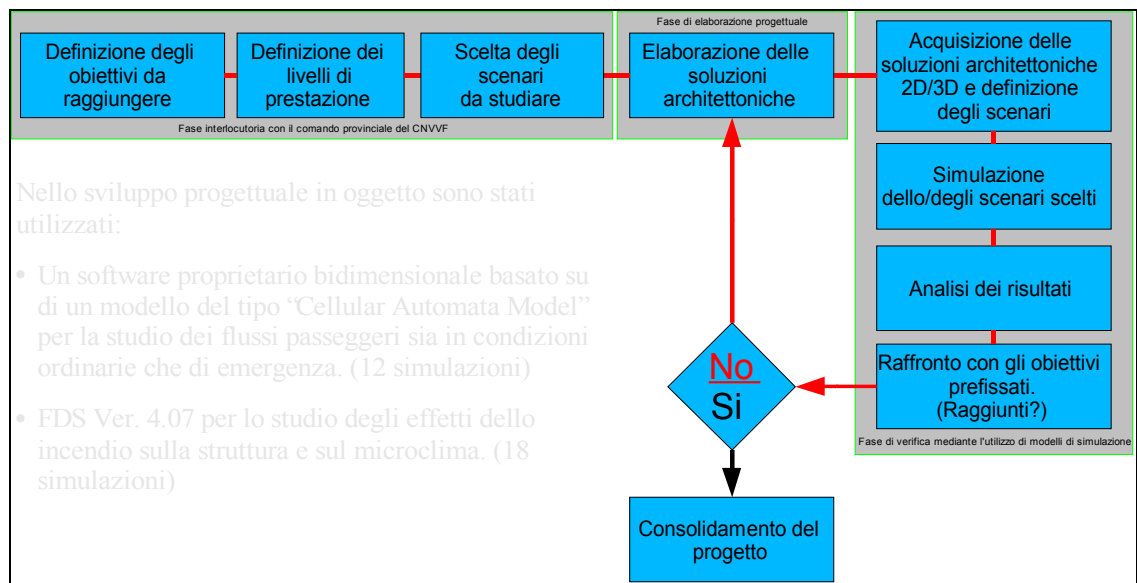 Fase di elaborazione progettuale
Definizione degli
obiettivi da
raggiungere
Definizione dei
livelli di
prestazione
Scelta degli
scenari
da studiare
Elaborazione delle
soluzioni
architettoniche
Acquisizione delle
soluzioni architettoniche
2D/3D e definizione
degli scenari
Fase interlocutoria con il comando provinciale del CNVVF
Simulazione
dello/degli scenari scelti
Analisi dei risultati
Raffronto con gli obiettivi
prefissati.
(Raggiunti?)
Fase di verifica mediante l'utilizzo di modelli di simulazione
No
Si
Consolidamento del
progetto
Nello sviluppo progettuale in oggetto sono stati
utilizzati:
• Un software proprietario bidimensionale basato su
di un modello del tipo “Cellular Automata Model”
per la studio dei flussi passeggeri sia in condizioni
ordinarie che di emergenza. (12 simulazioni)
• FDS Ver. 4.07 per lo studio degli effetti dello
incendio sulla struttura e sul microclima. (18
simulazioni)